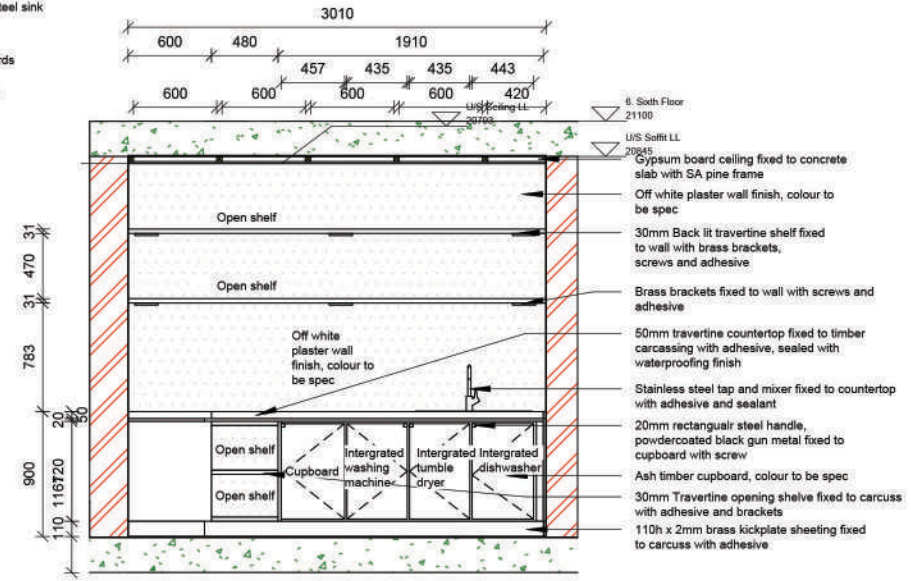 teel sink
rds
3010
600 480 1910
457 435 435 443
600 600 600 600 420
U/S Ceiling LL
20793
6. Sixth Floor
21100
U/S Soffit LL
20845
Gypsum board ceiling fixed to concrete
slab with SA pine frame
Off white plaster wall finish, colour to
be spec
Open shelf
30mm Back lit travertine shelf fixed
to wall with brass brackets,
screws and adhesive
31
470
31
783
Open shelf
Brass brackets fixed to wall with screws and
adhesive
Off white
plaster wall
finish, colour to
be spec
50mm travertine countertop fixed to timber
carcassing with adhesive, sealed with
waterproofing finish
Stainless steel tap and mixer fixed to countertop
with adhesive and sealant
20
50
900
110
20mm rectangualr steel handle,
powdercoated black gun metal fixed to
cupboard with screw
Open shelf
Cupboard
Intergrated
washing
machine
Intergrated
tumble
dryer
Intergrated
dishwasher
Open shelf
Ash timber cupboard, colour to be spec
30mm Travertine opening shelve fixed to carcuss
with adhesive and brackets
110h x 2mm brass kickplate sheeting fixed
to carcuss with adhesive